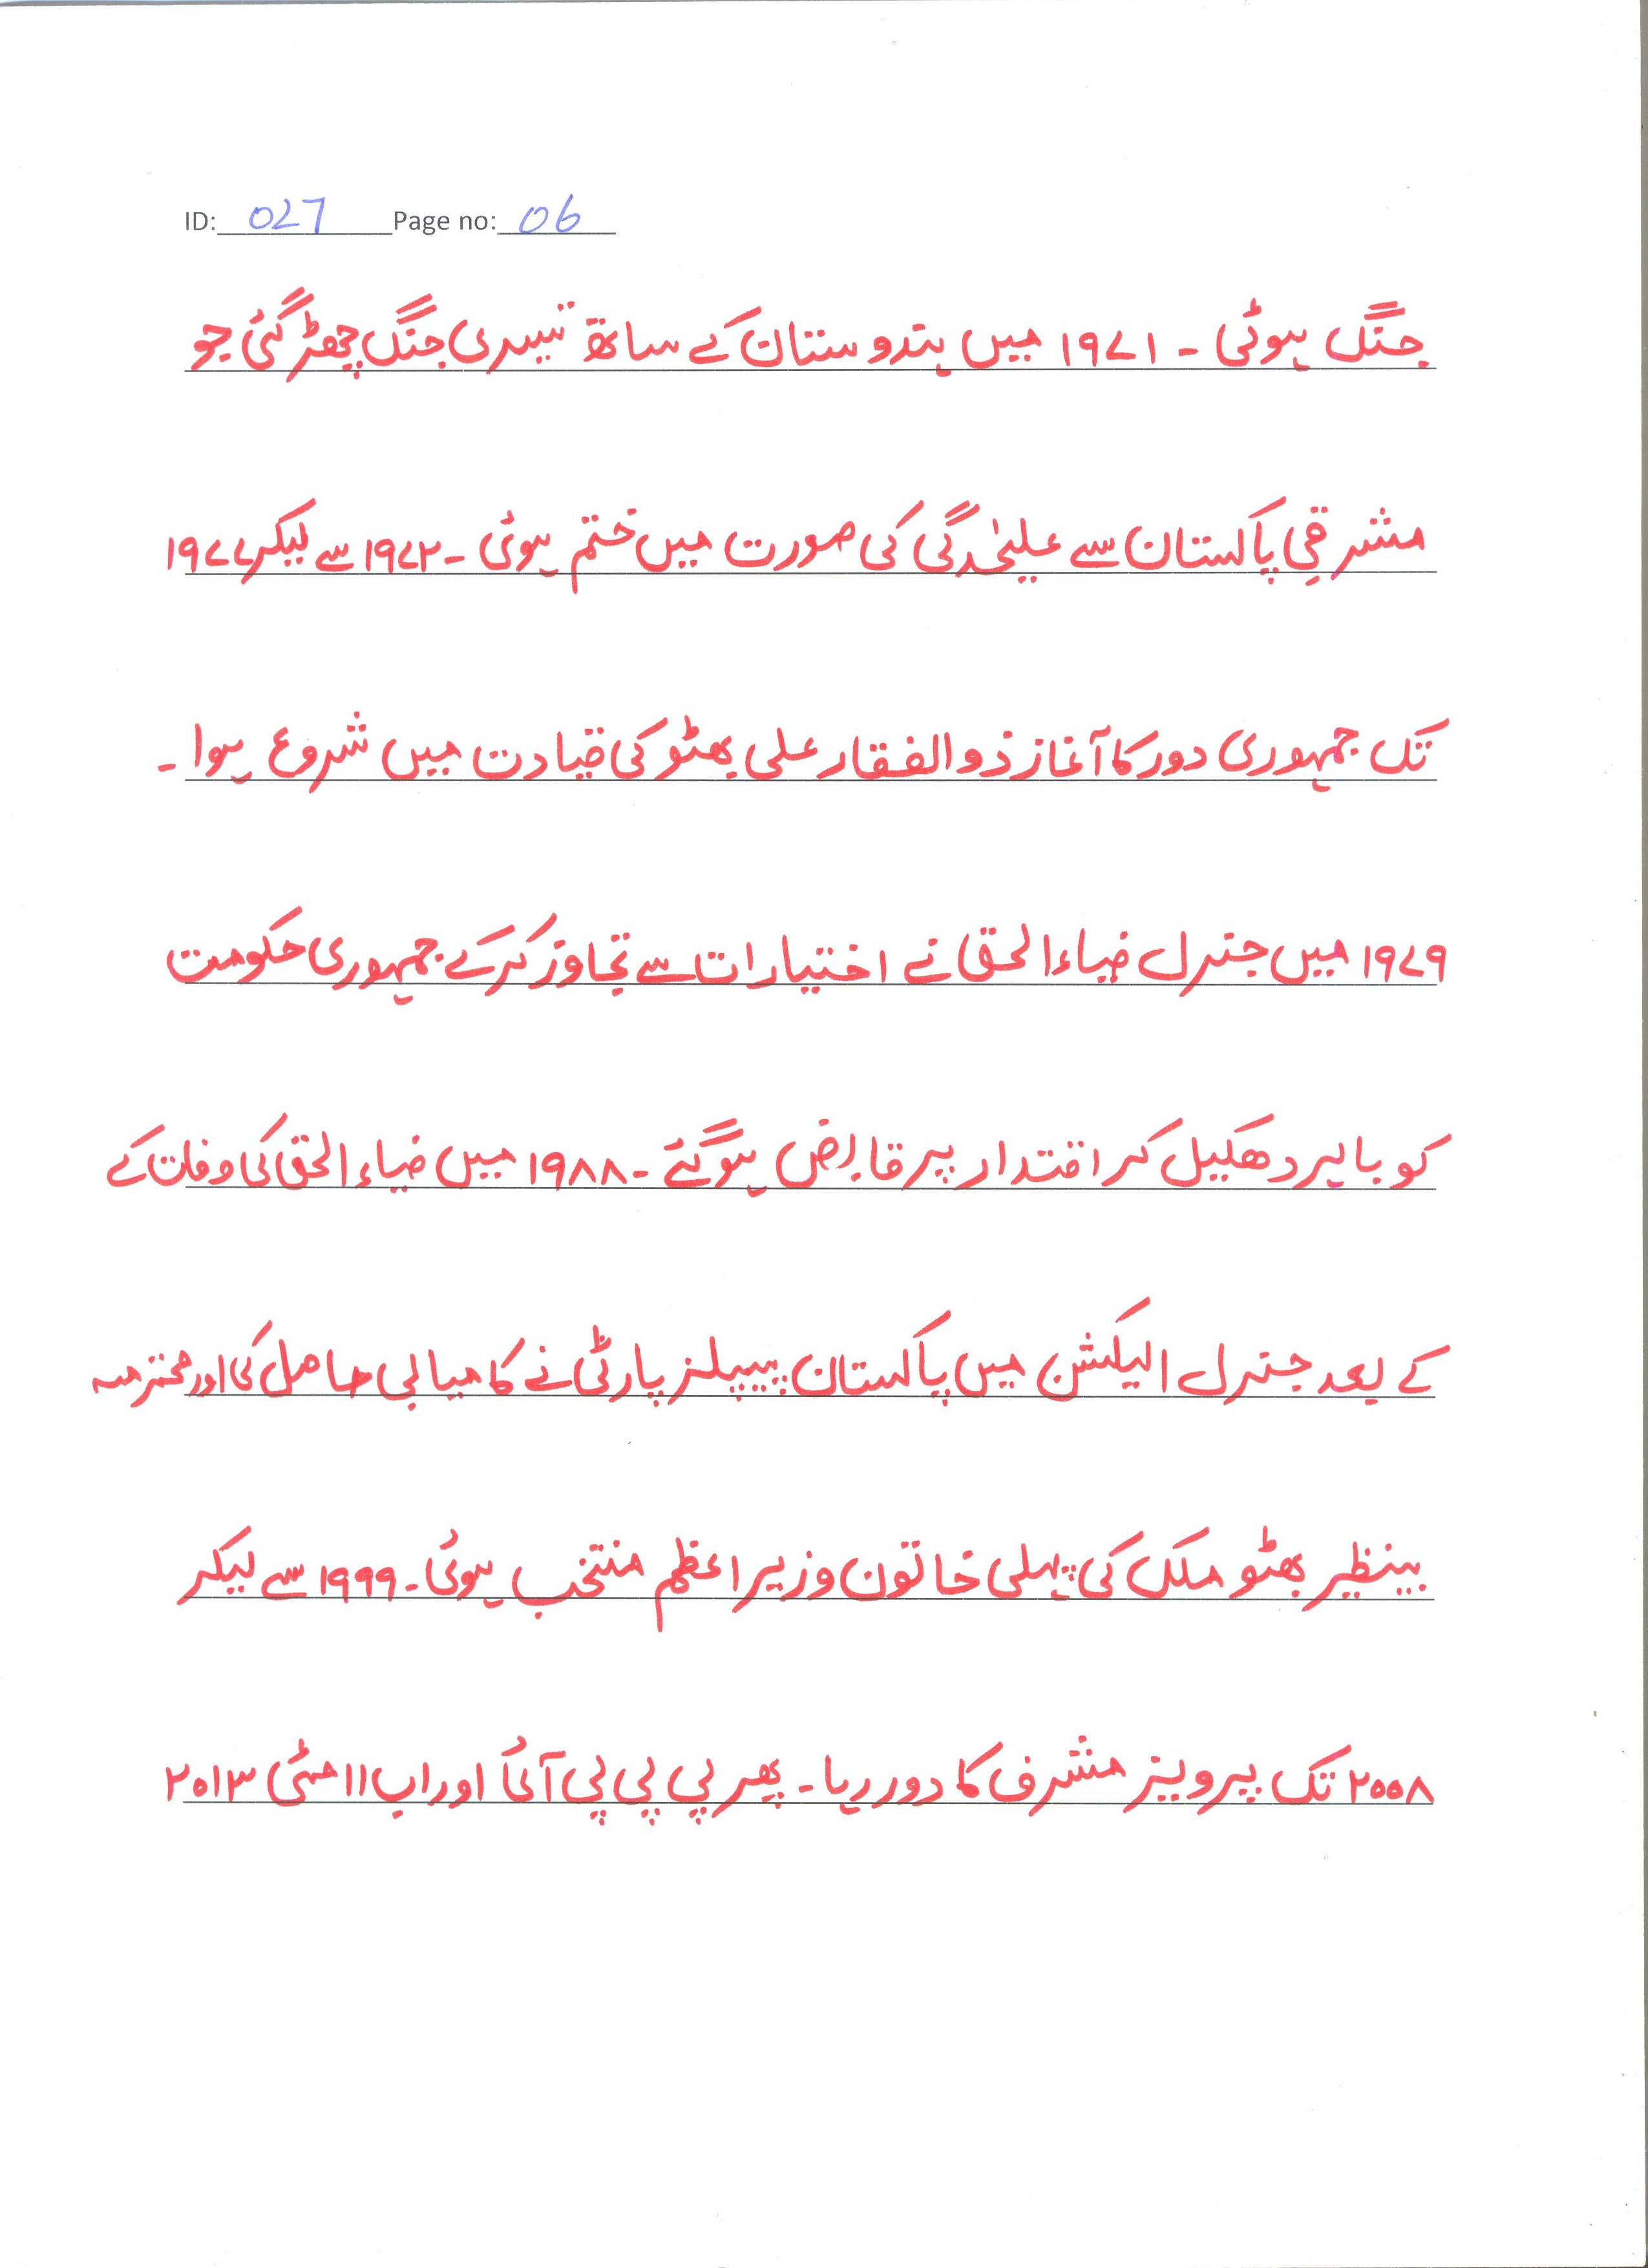 ID: 027 Page no: 06
جنگ ہوئی ۔ ۱۹۷۱ میں ہندوستان کے ساتھ تیسری جنگ چھڑ گئی جو
مشرقی پاکستان سے علیحٰدگی کی صورت میں ختم ہوئی ۔ ۱۹۷۲ سے لیکر ۱۹۷۷
تک جمہوری دور کا آغاز ذوالفقار علی بھٹو کی قیادت میں شروع ہوا ۔
۱۹۷۹ میں جنرل ضیاءالحق نے اختیارات سے تجاوز کرکے جمہوری حکومت
کو باہر دھکیل کر اقتدار پر قابض ہوگئے ۔ ۱۹۸۸ میں ضیاء الحق کی وفات کے
کے بعد جنرل الیکشن میں پاکستان پیپلز پارٹی نے کامیابی حاصل کی اور محترمہ
بینظیر بھٹو ملک کی پہلی خاتون وزیراعظم منتخب ہوئی ۔ ۱۹۹۹ سے لیکر
۲۰۰۸ تک پرویز مشرف کا دور رہا ۔ پھر پی پی پی آئی اور اب ۱۱ مئی ۲۰۱۳